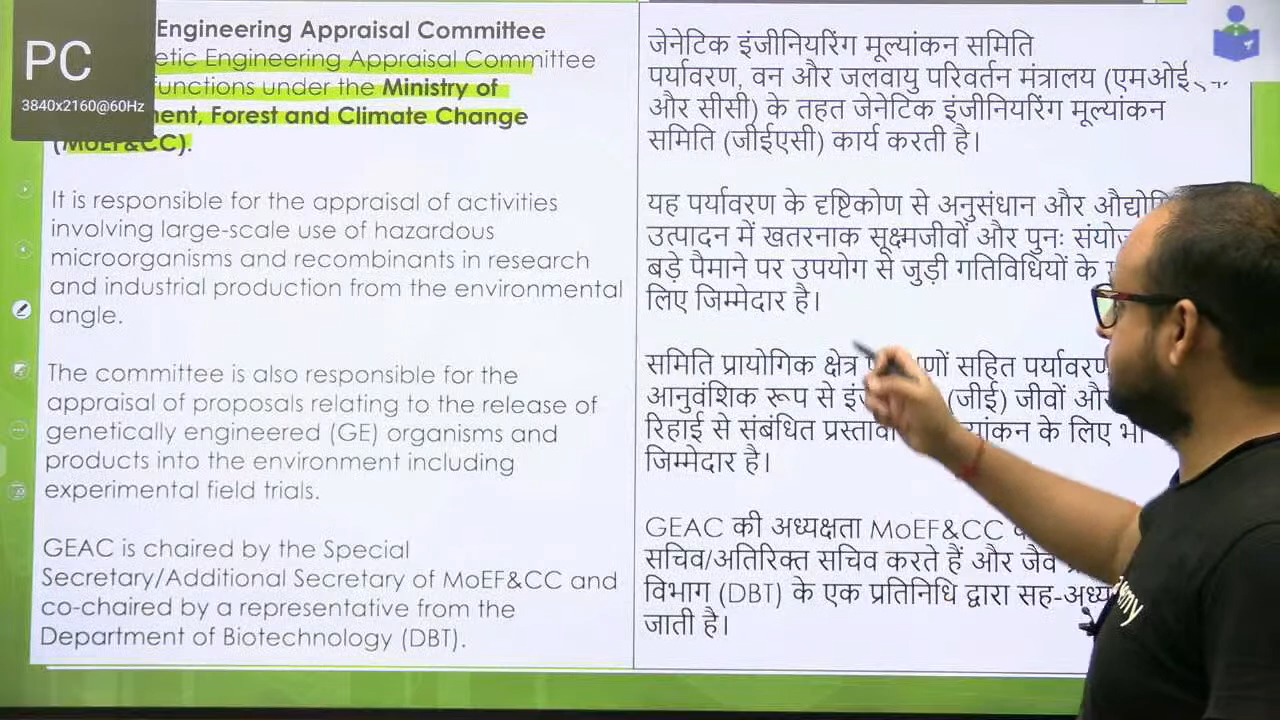 PC
3840x2160@60Hz
Engineering Appraisal Committee
etic Engineering Appraisal Committee
functions under the Ministry of
ment, Forest and Climate Change
(MoEF&CC).
It is responsible for the appraisal of activities
involving large-scale use of hazardous
microorganisms and recombinants in research
and industrial production from the environmental
angle.
The committee is also responsible for the
appraisal of proposals relating to the release of
genetically engineered (GE) organisms and
products into the environment including
experimental field trials.
GEAC is chaired by the Special
Secretary/Additional Secretary of MoEF&CC and
co-chaired by a representative from the
Department of Biotechnology (DBT).
जेनेटिक इंजीनियरिंग मूल्यांकन समिति
पर्यावरण, वन और जलवायु परिवर्तन मंत्रालय
और सीसी) के तहत जेनेटिक इंजीनियरिंग मूल्यांकन
समिति (जीईएसी) कार्य करती है।
यह पर्यावरण के दृष्टिकोण से अनुसंधान और
उत्पादन में खतरनाक सूक्ष्मजीवों और पुनः
बड़े पैमाने पर उपयोग से जुड़ी गतिविधियों के
लिए जिम्मेदार है।
समिति प्रायोगिक क्षेत्र सहित पर्यावरण
आनुवंशिक रूप से (जीई) जीवों और
रिहाई से संबंधित के लिए भी
जिम्मेदार है।
GEAC की अध्यक्षता MoEF&CC
सचिव/अतिरिक्त सचिव करते हैं और जैव
विभाग (DBT) के एक प्रतिनिधि द्वारा
जाती है।